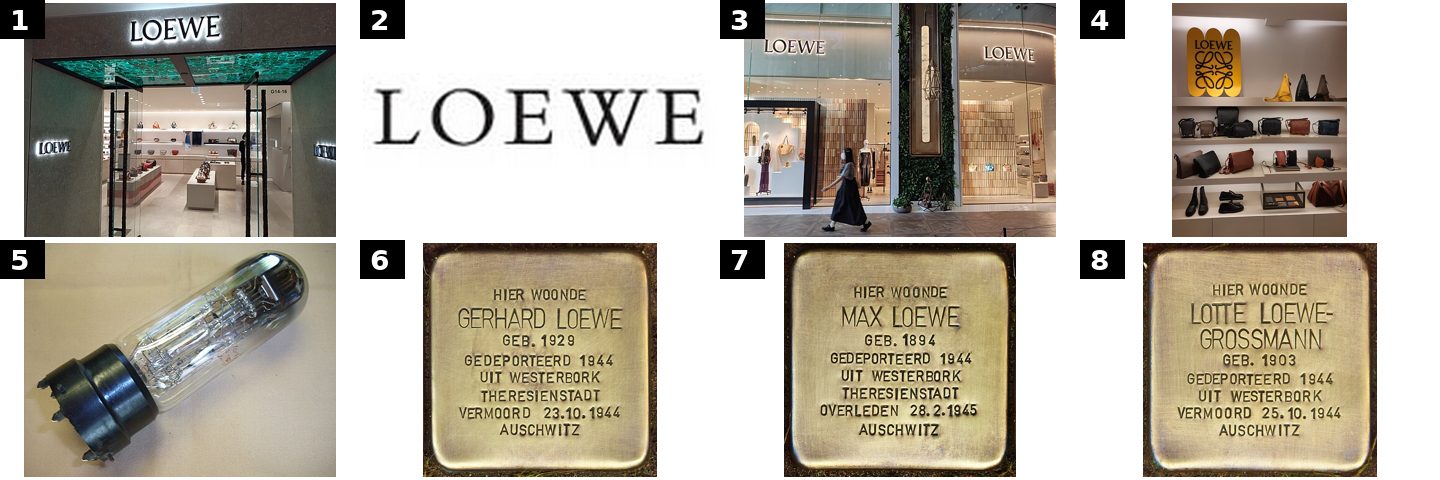 1
LOEWE
G14-16
LOEWE
2
LOEWE
3
LOEWE
LOEWE
4
LOEWE
5
6
HIER WOONDE
GERHARD LOEWE
GEB. 1929
GEDEPORTEERD 1944
UIT WESTERBORK
THERESIENSTADT
VERMOORD 23.10.1944
AUSCHWITZ
7
HIER WOONDE
MAX LOEWE
GEB. 1894
GEDEPORTEERD 1944
UIT WESTERBORK
THERESIENSTADT
OVERLEDEN 28.2.1945
AUSCHWITZ
8
HIER WOONDE
LOTTE LOEWE-
GROSSMANN
GEB. 1903
GEDEPORTEERD 1944
UIT WESTERBORK
THERESIENSTADT
VERMOORD 25.10.1944
AUSCHWITZ